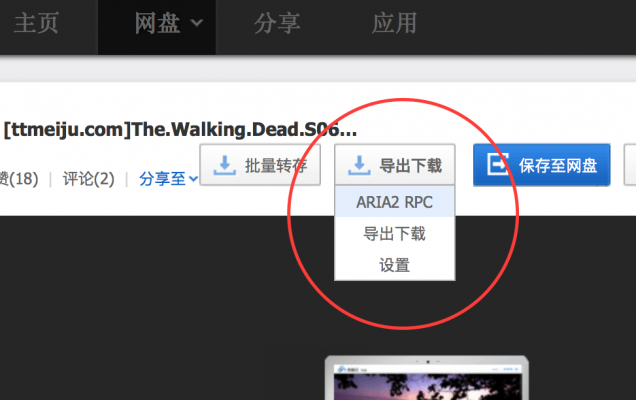 主页 网盘 分享 应用
[ttmeiju.com]The.Walking.Dead.S06...
赞(18) | 评论(2) | 分享至 批量转存 导出下载 保存至网盘
ARIA2 RPC
导出下载
设置